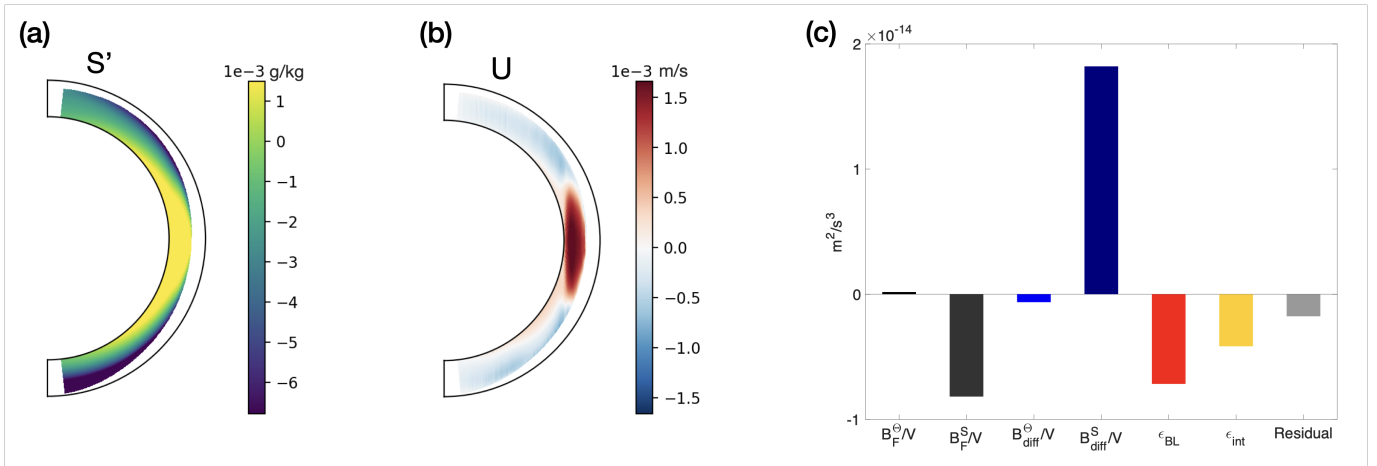 (a)
S'
1e−3 g/kg
1
0
−1
−2
−3
−4
−5
−6
(b)
U
1e−3 m/s
1.5
1.0
0.5
0.0
−0.5
−1.0
−1.5
(c)
2 ×10^-14
1
0
-1
m²/s³
B_F^Θ/V
B_F^S/V
B_diff^Θ/V
B_diff^S/V
ϵ_BL
ϵ_int
Residual